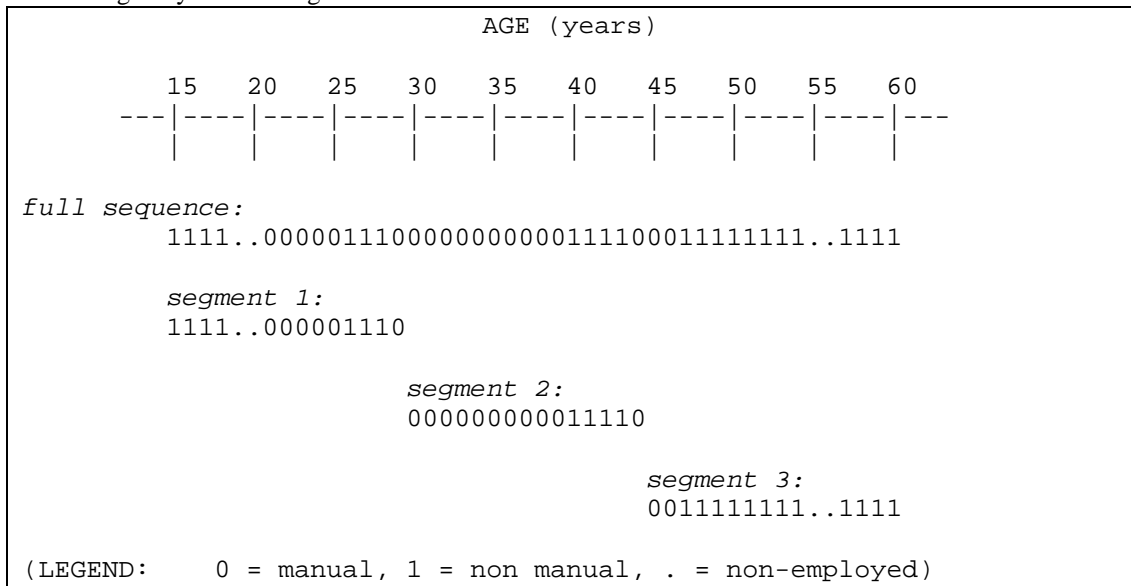 AGE (years)
15 20 25 30 35 40 45 50 55 60
---|----|----|----|----|----|----|----|----|----|---
| | | | | | | | | |
full sequence:
1111..0000011100000000000111100011111111..1111
segment 1:
1111..000001110
segment 2:
000000000011110
segment 3:
0011111111..1111
(LEGEND: 0 = manual, 1 = non manual, . = non-employed)